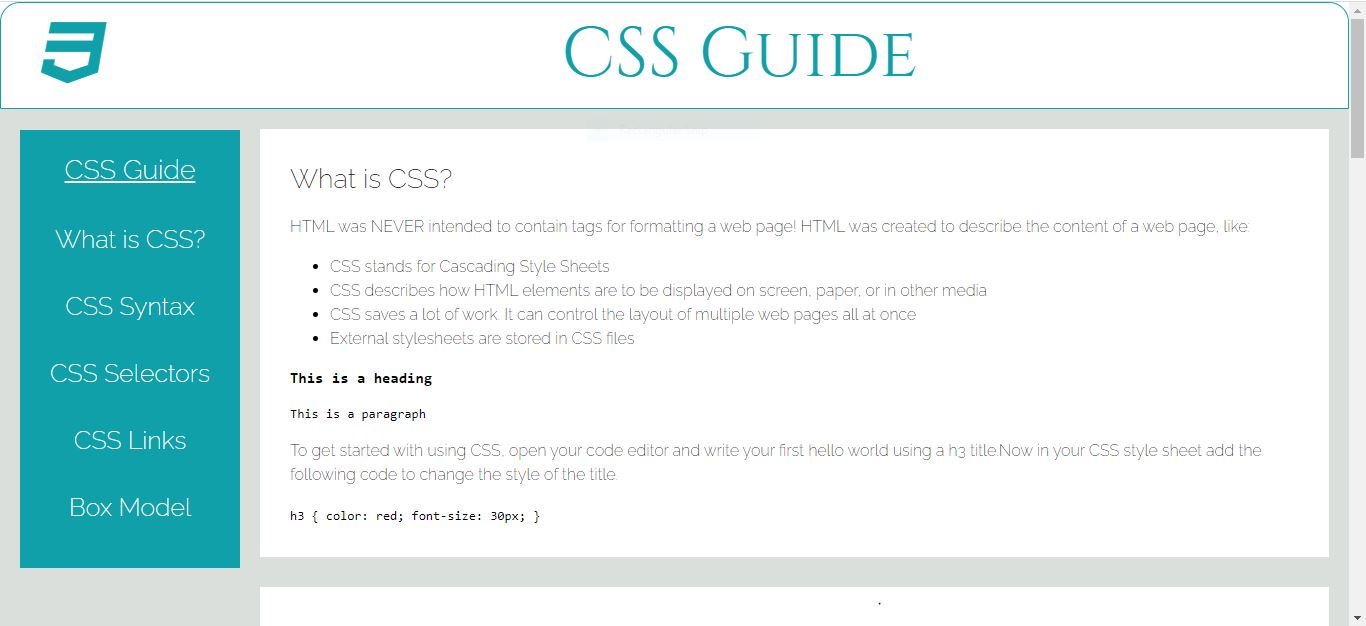 CSS Guide
CSS Guide
What is CSS?
CSS Syntax
CSS Selectors
CSS Links
Box Model
What is CSS?
HTML was NEVER intended to contain tags for formatting a web page! HTML was created to describe the content of a web page, like:
CSS stands for Cascading Style Sheets
CSS describes how HTML elements are to be displayed on screen, paper, or in other media
CSS saves a lot of work. It can control the layout of multiple web pages all at once
External stylesheets are stored in CSS files
This is a heading
This is a paragraph
To get started with using CSS, open your code editor and write your first hello world using a h3 title.Now in your CSS style sheet add the
following code to change the style of the title.
h3 { color: red; font-size: 30px; }